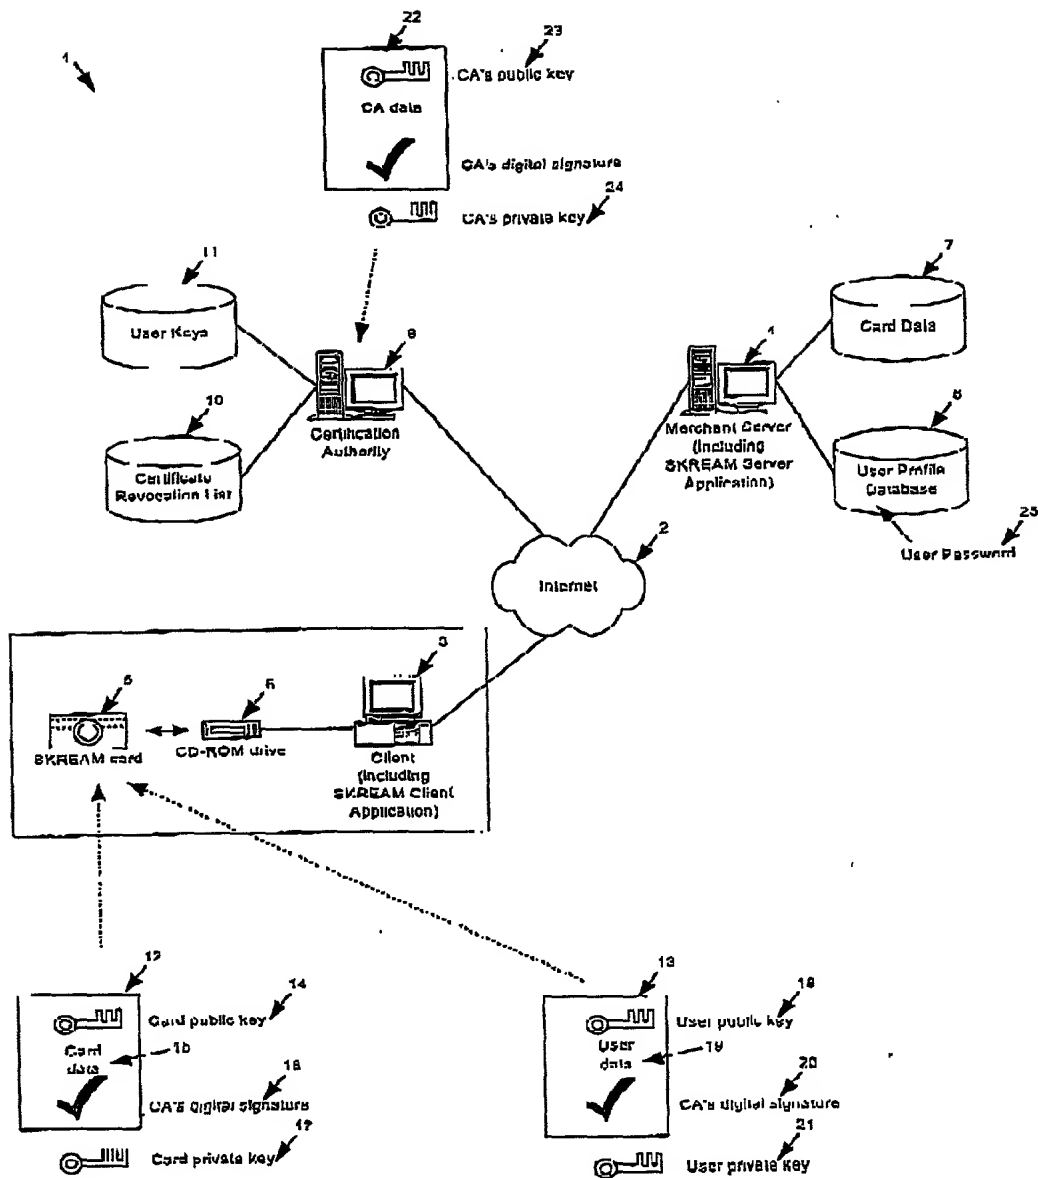 22
23
1
CA's public key
CA data
CA's digital signature
24
CA's private key
11
7
User Keys
Card Data
9
4
10
8
Certification
Authority
Merchant Server
(Including
SKREAM Server
Application)
Certificate
Revocation List
User Profile
Database
25
User Password
2
Internet
3
SKREAM card
CD-ROM drive
Client
(Including
SKREAM Client
Application)
12
14
Card public key
Card
data
16
CA's digital signature
17
Card private key
13
18
User public key
User
data
19
20
CA's digital signature
21
User private key